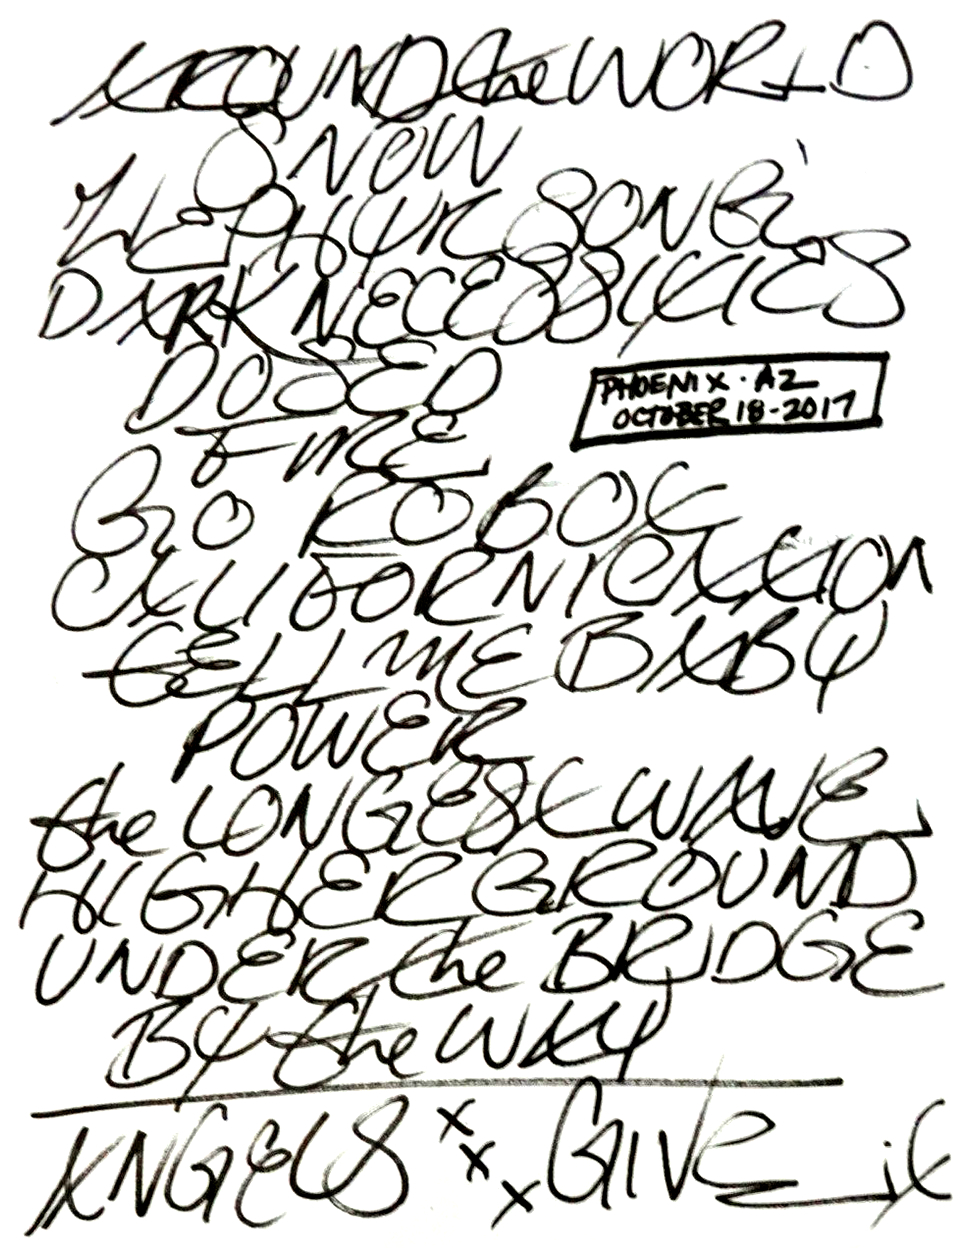 AROUND the WORLD
SNOW
ZEPHYR SONG
DARK NECESSITIES
DOSED
FIRE
PHOENIX · AZ
OCTOBER 18-2017
GO ROBOT
CALIFORNICATION
TELL ME BABY
POWER
the LONGEST WAVE
HIGHER GROUND
UNDER the BRIDGE
BY the WAY
ANGELS x x x GIVE it